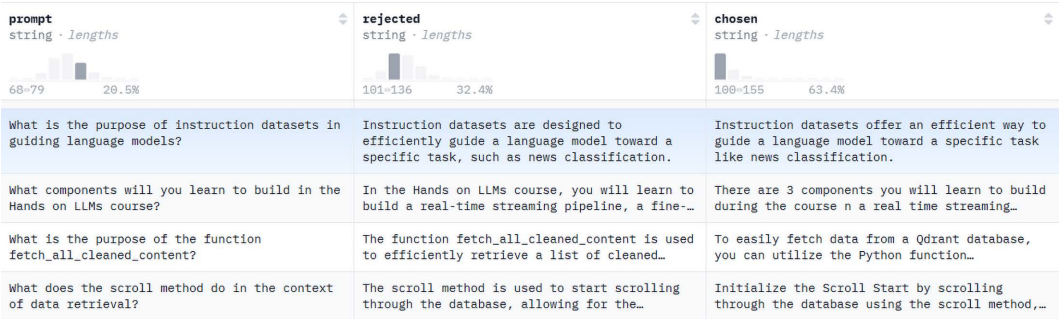 prompt
rejected
chosen
string · lengths
string · lengths
string · lengths
68↔79 20.5%
101↔136 32.4%
100↔155 63.4%
What is the purpose of instruction datasets in
guiding language models?
Instruction datasets are designed to
efficiently guide a language model toward a
specific task, such as news classification.
Instruction datasets offer an efficient way to
guide a language model toward a specific task
like news classification.
What components will you learn to build in the
Hands on LLMs course?
In the Hands on LLMs course, you will learn to
build a real-time streaming pipeline, a fine-…
There are 3 components you will learn to build
during the course n a real time streaming…
What is the purpose of the function
fetch_all_cleaned_content?
The function fetch_all_cleaned_content is used
to efficiently retrieve a list of cleaned…
To easily fetch data from a Qdrant database,
you can utilize the Python function…
What does the scroll method do in the context
of data retrieval?
The scroll method is used to start scrolling
through the database, allowing for the…
Initialize the Scroll Start by scrolling
through the database using the scroll method,…